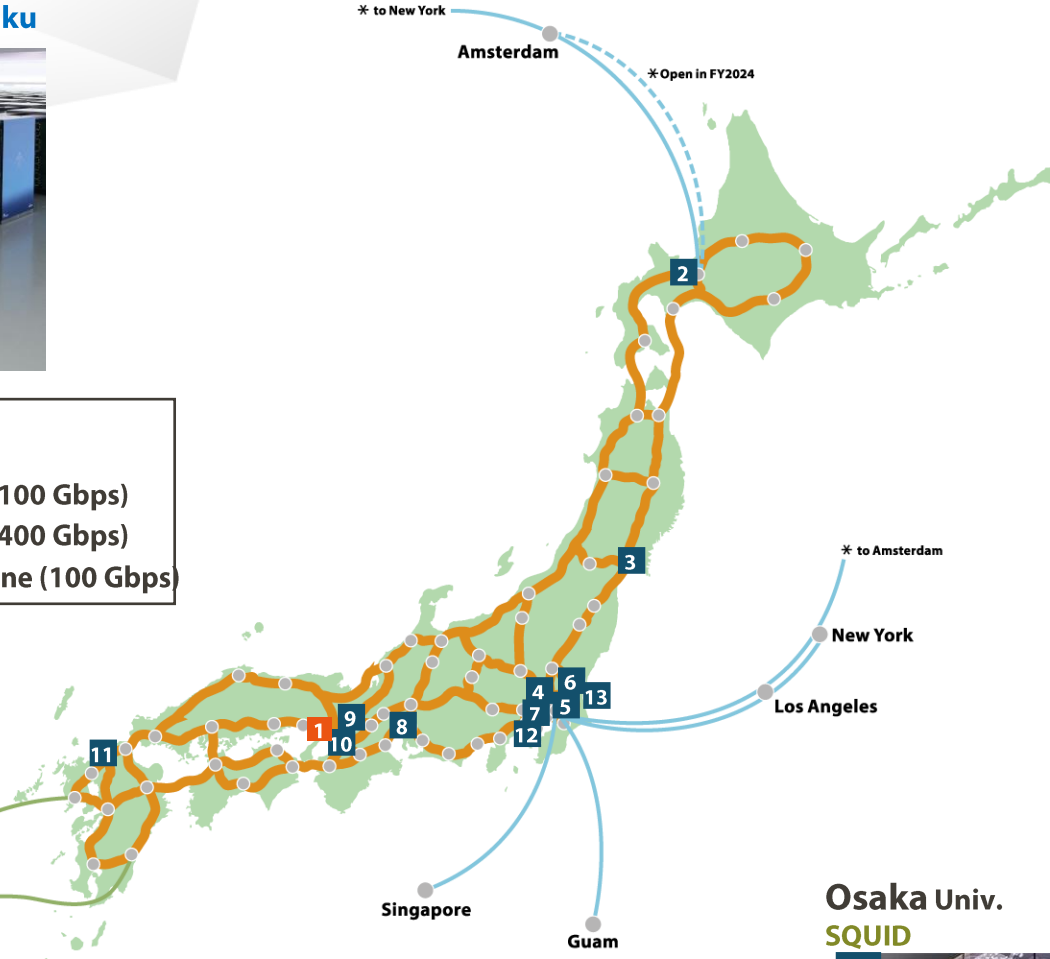 ku
* to New York
Amsterdam
*Open in FY2024
2
100 Gbps)
400 Gbps)
ne (100 Gbps)
3
* to Amsterdam
New York
Los Angeles
6
4
13
5
7
9
8
1
12
10
11
Singapore
Guam
Osaka Univ.
SQUID